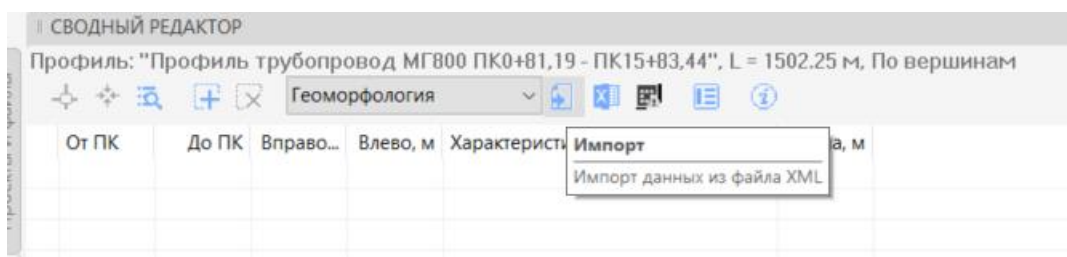 СВОДНЫЙ РЕДАКТОР
Профиль: "Профиль трубопровод МГ800 ПК0+81,19 - ПК15+83,44", L = 1502.25 м, По вершинам
Геоморфология
От ПК До ПК Вправо... Влево, м Характеристи а, м
Импорт
Импорт данных из файла XML